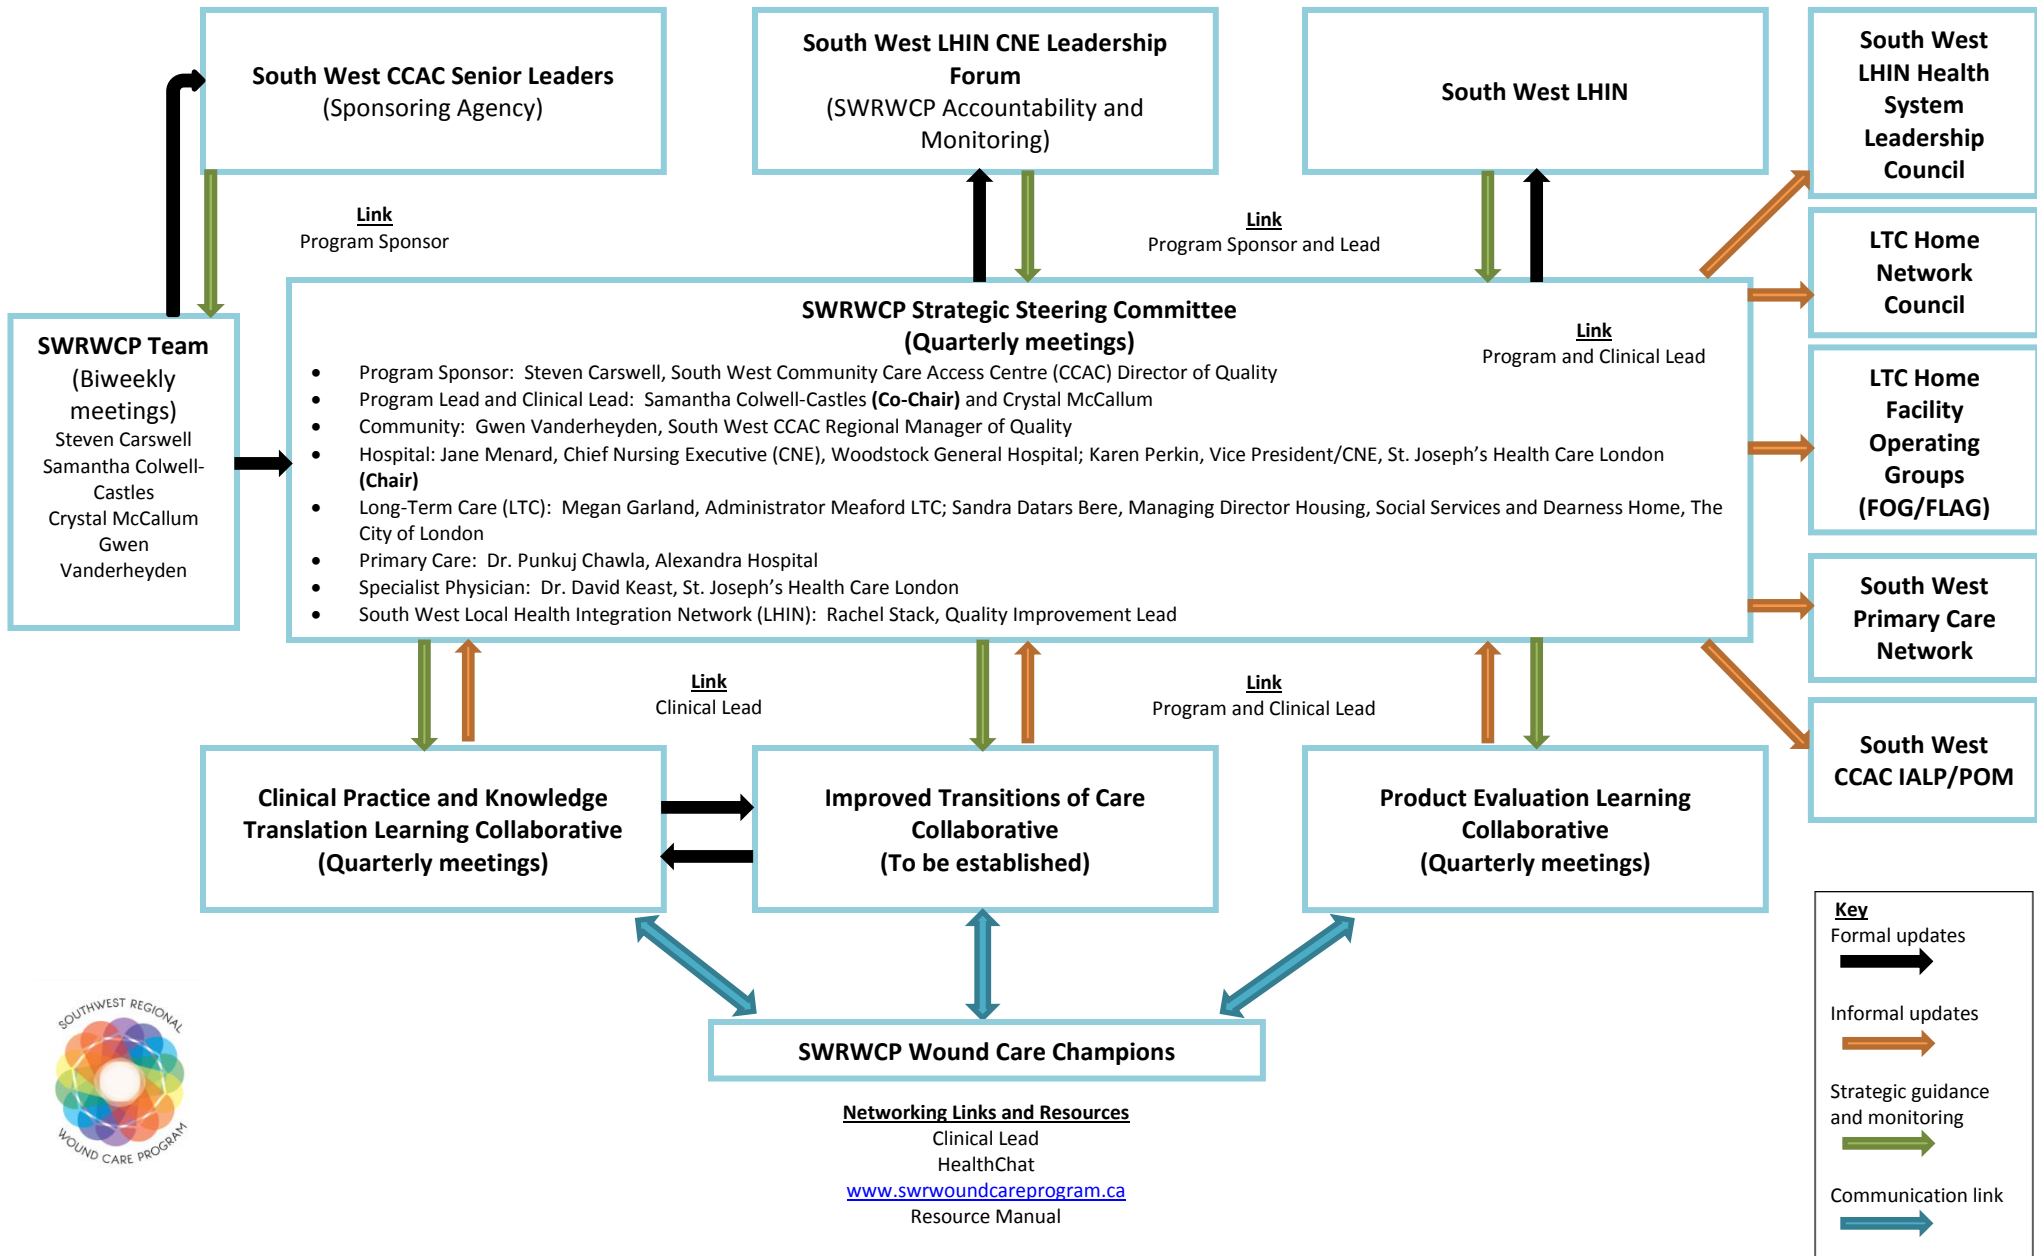 South West CCAC Senior Leaders
(Sponsoring Agency)
South West LHIN CNE Leadership
Forum
(SWRWCP Accountability and
Monitoring)
South West LHIN
South West
LHIN Health
System
Leadership
Council
Link
Program Sponsor
Link
Program Sponsor and Lead
LTC Home
Network
Council
SWRWCP Team
(Biweekly
meetings)
Steven Carswell
Samantha Colwell-
Castles
Crystal McCallum
Gwen
Vanderheyden
SWRWCP Strategic Steering Committee
(Quarterly meetings)
Link
Program and Clinical Lead
• Program Sponsor: Steven Carswell, South West Community Care Access Centre (CCAC) Director of Quality
• Program Lead and Clinical Lead: Samantha Colwell-Castles (Co-Chair) and Crystal McCallum
• Community: Gwen Vanderheyden, South West CCAC Regional Manager of Quality
• Hospital: Jane Menard, Chief Nursing Executive (CNE), Woodstock General Hospital; Karen Perkin, Vice President/CNE, St. Joseph's Health Care London
(Chair)
• Long-Term Care (LTC): Megan Garland, Administrator Meaford LTC; Sandra Datars Bere, Managing Director Housing, Social Services and Dearness Home, The
City of London
• Primary Care: Dr. Punkuj Chawla, Alexandra Hospital
• Specialist Physician: Dr. David Keast, St. Joseph's Health Care London
• South West Local Health Integration Network (LHIN): Rachel Stack, Quality Improvement Lead
LTC Home
Facility
Operating
Groups
(FOG/FLAG)
South West
Primary Care
Network
Link
Clinical Lead
Link
Program and Clinical Lead
South West
CCAC IALP/POM
Clinical Practice and Knowledge
Translation Learning Collaborative
(Quarterly meetings)
Improved Transitions of Care
Collaborative
(To be established)
Product Evaluation Learning
Collaborative
(Quarterly meetings)
SWRWCP Wound Care Champions
Networking Links and Resources
Clinical Lead
HealthChat
www.swrwoundcareprogram.ca
Resource Manual
SOUTHWEST REGIONAL
WOUND CARE PROGRAM
Key
Formal updates
Informal updates
Strategic guidance
and monitoring
Communication link